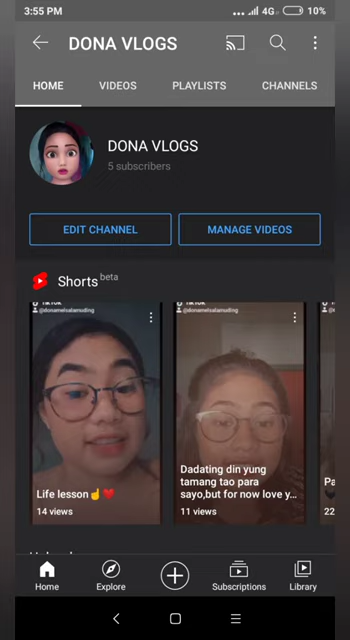 3:55 PM
4G
10%
DONA VLOGS
HOME
VIDEOS
PLAYLISTS
CHANNELS
DONA VLOGS
5 subscribers
EDIT CHANNEL
MANAGE VIDEOS
Shorts beta
TikTok
TikTok
Life lesson☝❤️
14 views
Dadating din yung
tamang tao para
sayo,but for now love y...
11 views
Pa
22
Home
Explore
Subscriptions
Library